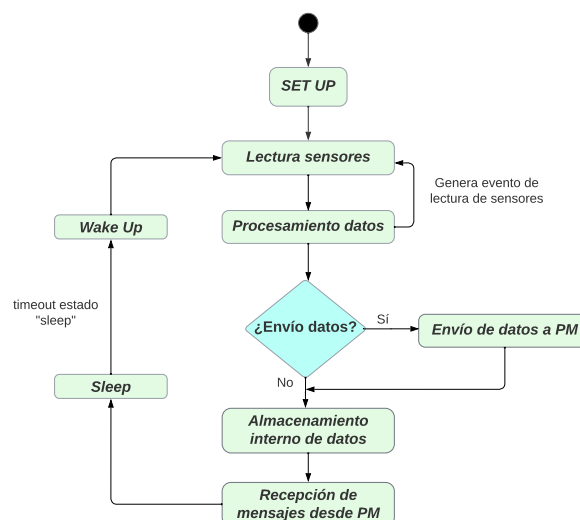 SET UP
Lectura sensores
Genera evento de
lectura de sensores
Wake Up
Procesamiento datos
timeout estado
"sleep"
¿Envío datos?
Sí
Envío de datos a PM
No
Sleep
Almacenamiento
interno de datos
Recepción de
mensajes desde PM